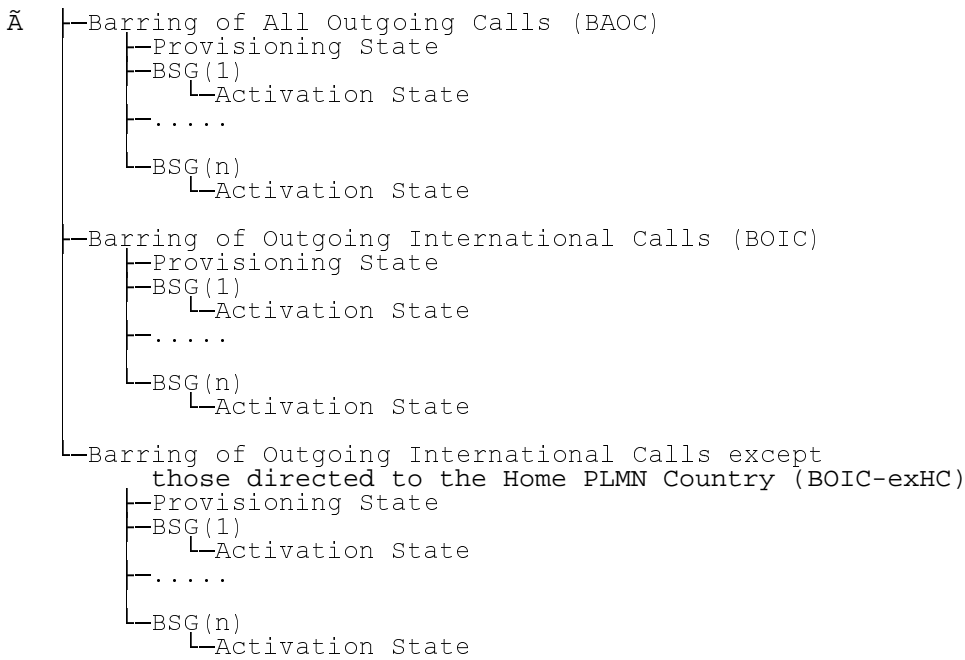 Ã Barring of All Outgoing Calls (BAOC)
Provisioning State
BSG(1)
Activation State
.....
BSG(n)
Activation State
Barring of Outgoing International Calls (BOIC)
Provisioning State
BSG(1)
Activation State
.....
BSG(n)
Activation State
Barring of Outgoing International Calls except
those directed to the Home PLMN Country (BOIC-exHC)
Provisioning State
BSG(1)
Activation State
.....
BSG(n)
Activation State